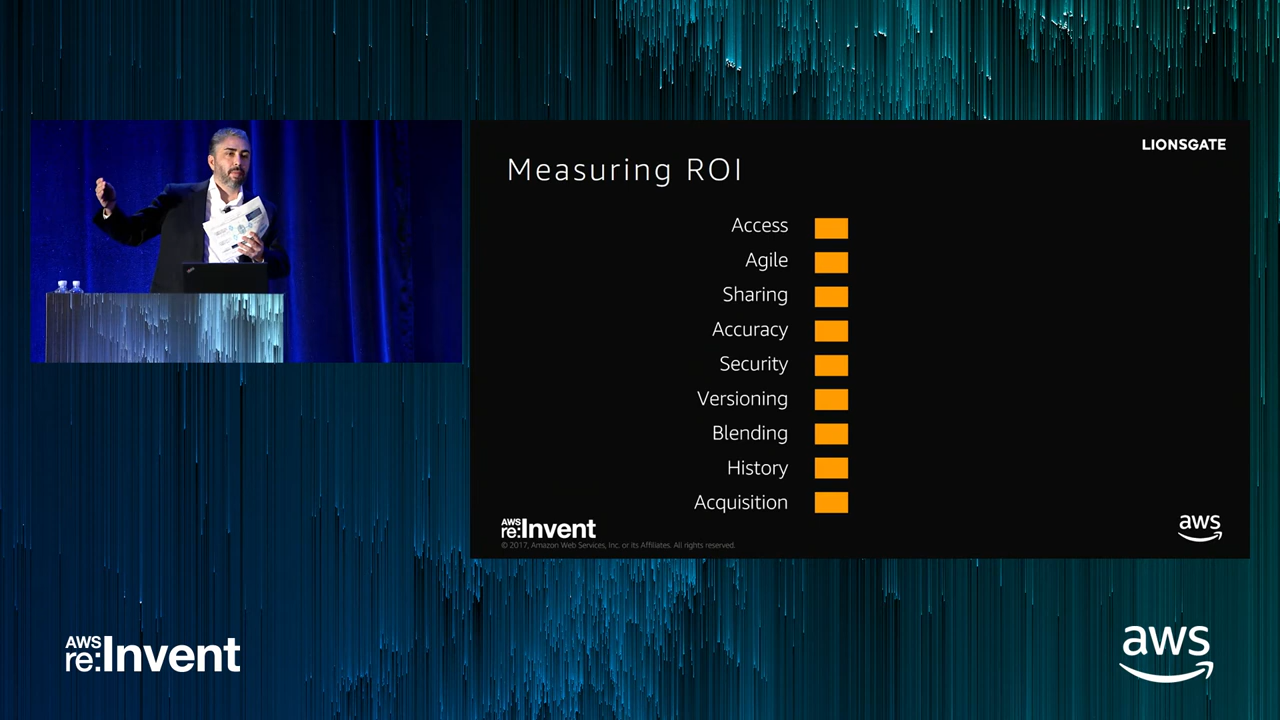 LIONSGATE
Measuring ROI
Access
Agile
Sharing
Accuracy
Security
Versioning
Blending
History
Acquisition
AWS
re:Invent
© 2017, Amazon Web Services, Inc. or its Affiliates. All rights reserved.
aws
AWS
re:Invent
aws